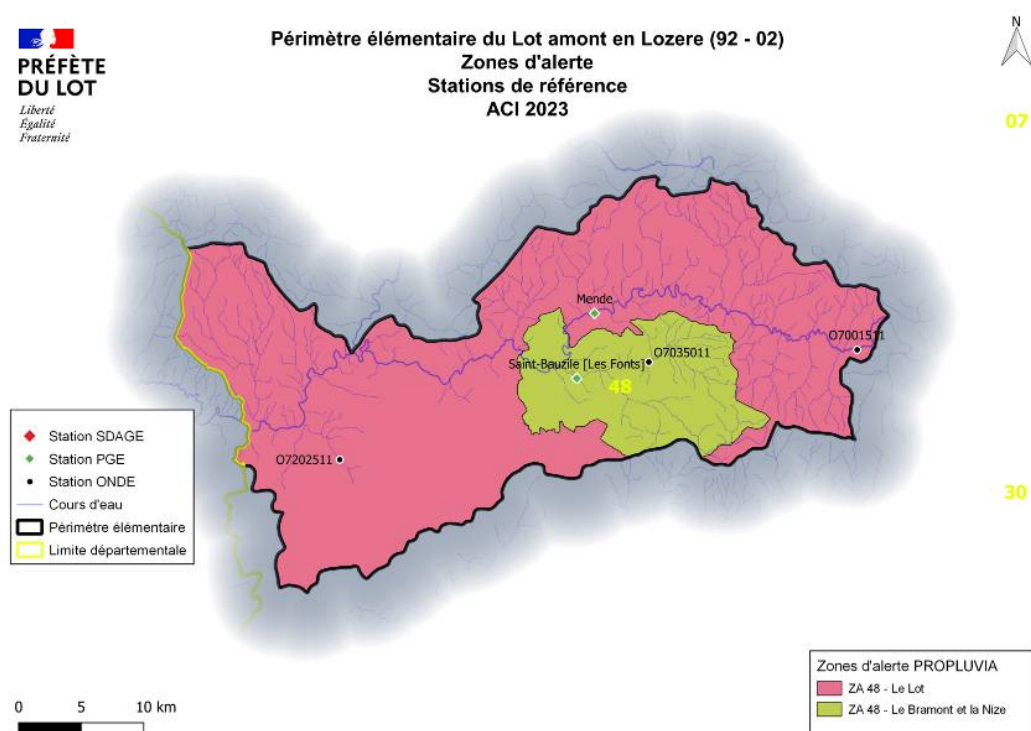 PRÉFÈTE
DU LOT
Liberté
Égalité
Fraternité
Périmètre élémentaire du Lot amont en Lozere (92 - 02)
Zones d'alerte
Stations de référence
ACI 2023
N
07
Mende
O7001511
O7035011
Saint-Bauzile [Les Fonts]
48
O7202511
30
Station SDAGE
Station PGE
Station ONDE
Cours d'eau
Périmètre élémentaire
Limite départementale
Zones d'alerte PROPLUVIA
ZA 48 - Le Lot
ZA 48 - Le Bramont et la Nize
0 5 10 km